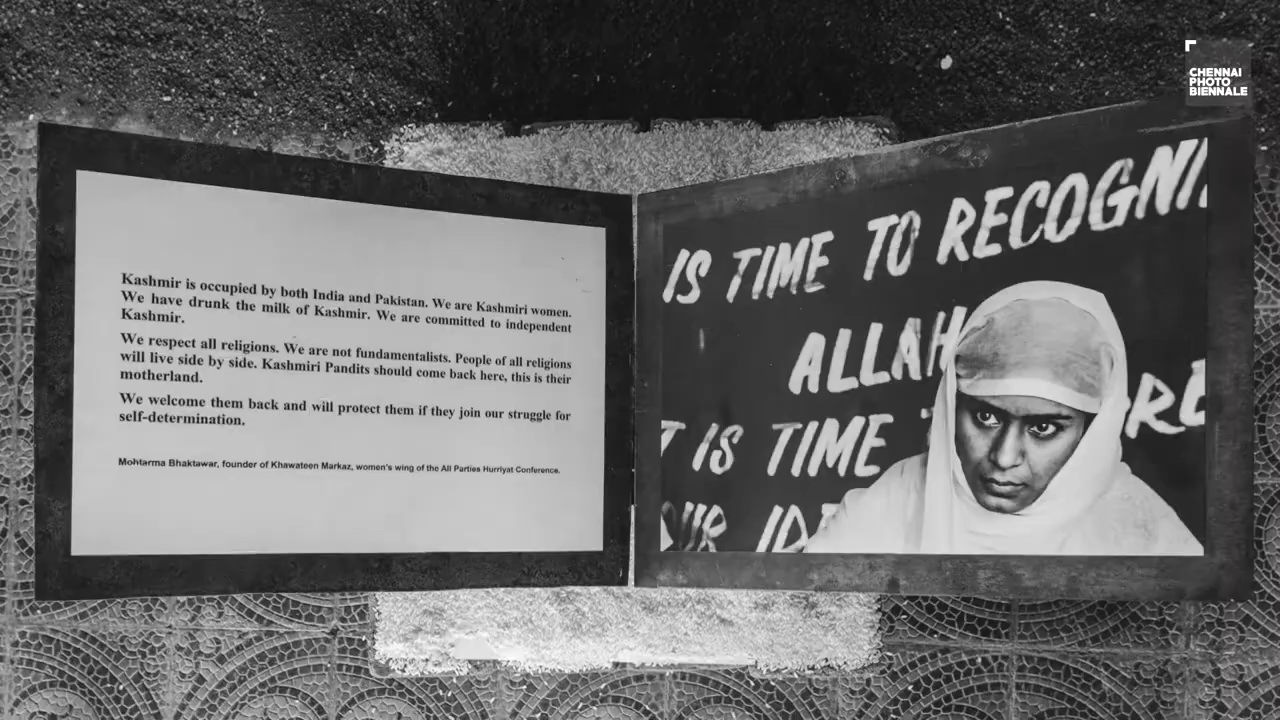 CHENNAI
PHOTO
BIENNALE
Kashmir is occupied by both India and Pakistan. We are Kashmiri women.
We have drunk the milk of Kashmir. We are committed to independent
Kashmir.
We respect all religions. We are not fundamentalists. People of all religions
will live side by side. Kashmiri Pandits should come back here, this is their
motherland.
We welcome them back and will protect them if they join our struggle for
self-determination.
Mohtarma Bhaktawar, founder of Khawateen Markaz, women's wing of the All Parties Hurriyat Conference.
IS TIME TO RECOGNI
ALLAH
IS TIME